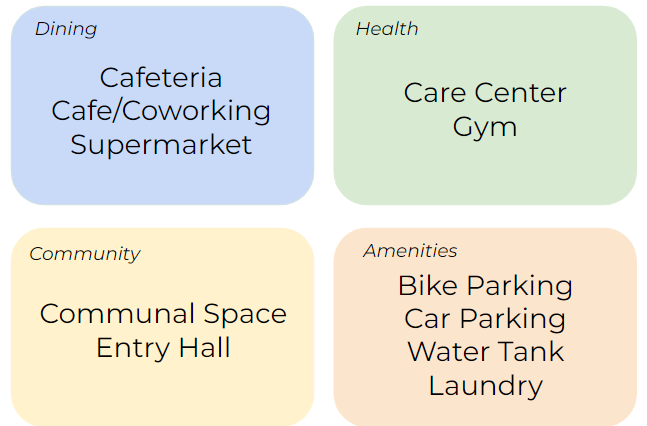 Dining
Cafeteria
Cafe/Coworking
Supermarket
Health
Care Center
Gym
Community
Communal Space
Entry Hall
Amenities
Bike Parking
Car Parking
Water Tank
Laundry